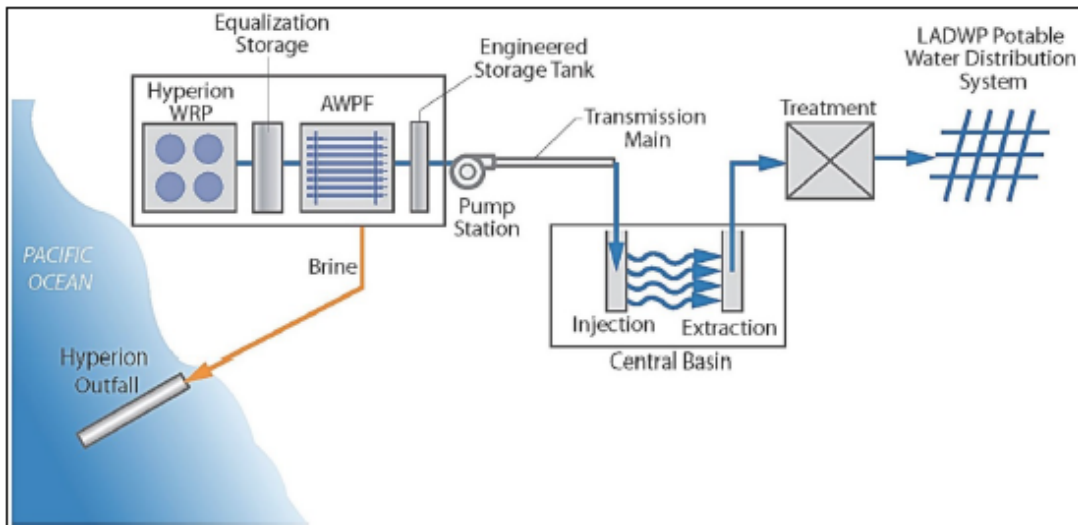 Equalization
Storage
Hyperion
WRP
AWPF
Engineered
Storage Tank
Transmission
Main
Pump
Station
Treatment
LADWP Potable
Water Distribution
System
PACIFIC
OCEAN
Brine
Hyperion
Outfall
Injection
Extraction
Central Basin